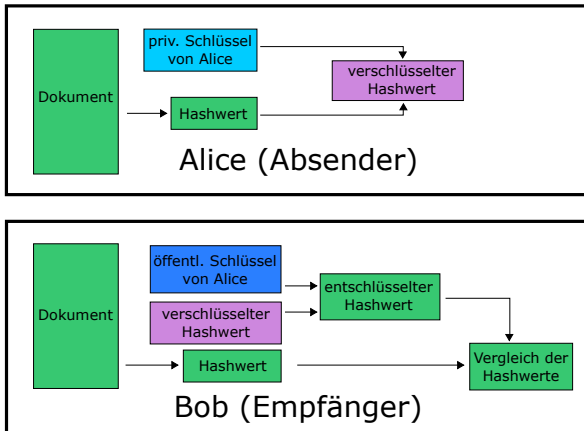 priv. Schlüssel
von Alice
verschlüsselter
Hashwert
Dokument
Hashwert
Alice (Absender)
öffentl. Schlüssel
von Alice
entschlüsselter
Hashwert
verschlüsselter
Hashwert
Dokument
Hashwert
Vergleich der
Hashwerte
Bob (Empfänger)